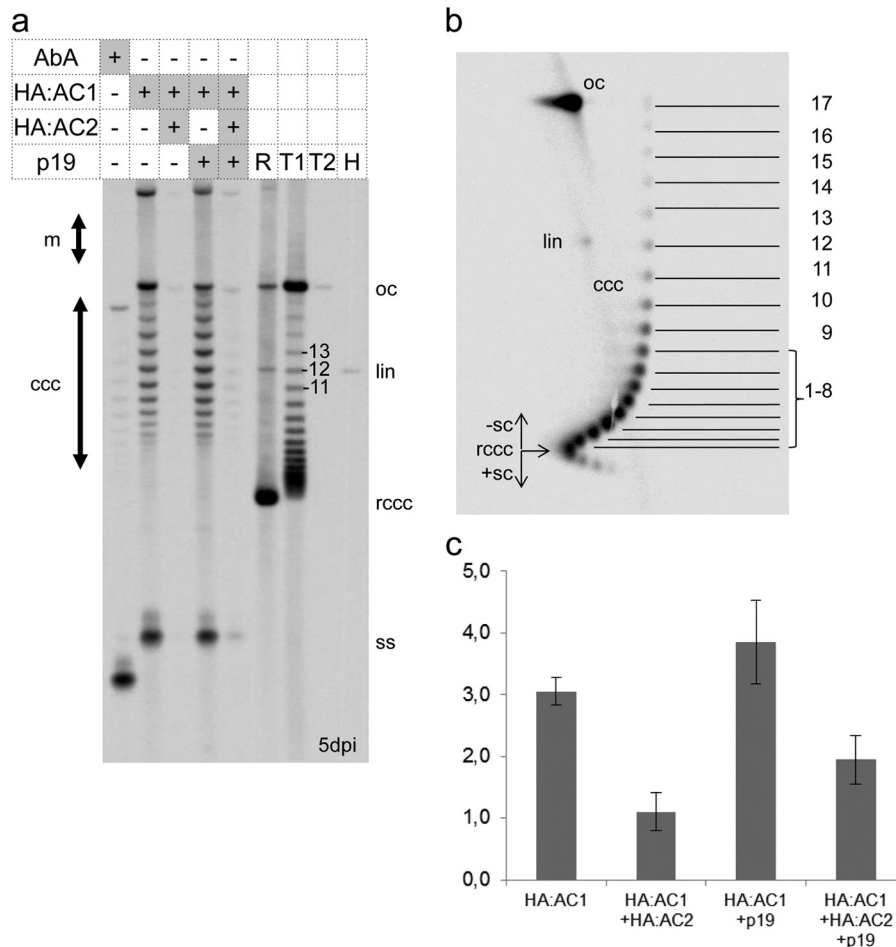 a
AbA + - - - -
HA:AC1 - + + + +
HA:AC2 - - + - +
p19 - - - + + R T1 T2 H
m
oc
ccc
-13
-12 lin
-11
rccc
ss
5dpi
b
oc
17
16
15
14
13
lin 12
ccc 11
10
9
1-8
-sc
rccc
+sc
c
5,0
4,0
3,0
2,0
1,0
0,0
HA:AC1
HA:AC1
+HA:AC2
HA:AC1
+p19
HA:AC1
+HA:AC2
+p19